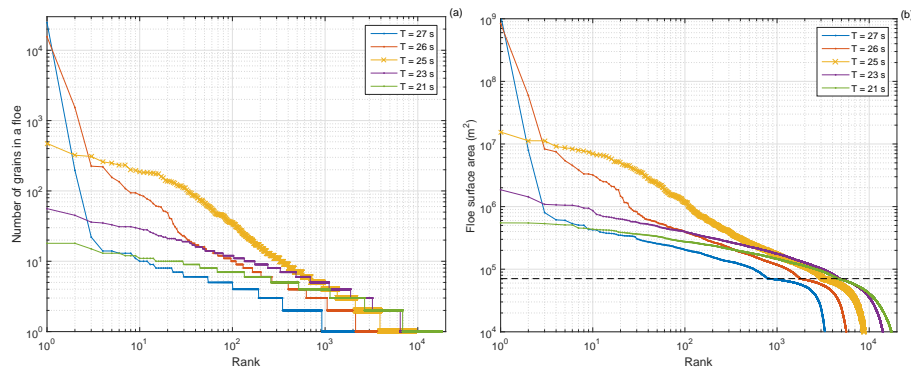 (a)
Number of grains in a floe
10^4
10^3
10^2
10^1
10^0
T = 27 s
T = 26 s
T = 25 s
T = 23 s
T = 21 s
10^0
10^1
10^2
10^3
10^4
Rank
(b)
Floe surface area (m^2)
10^9
10^8
10^7
10^6
10^5
10^4
T = 27 s
T = 26 s
T = 25 s
T = 23 s
T = 21 s
10^0
10^1
10^2
10^3
10^4
Rank